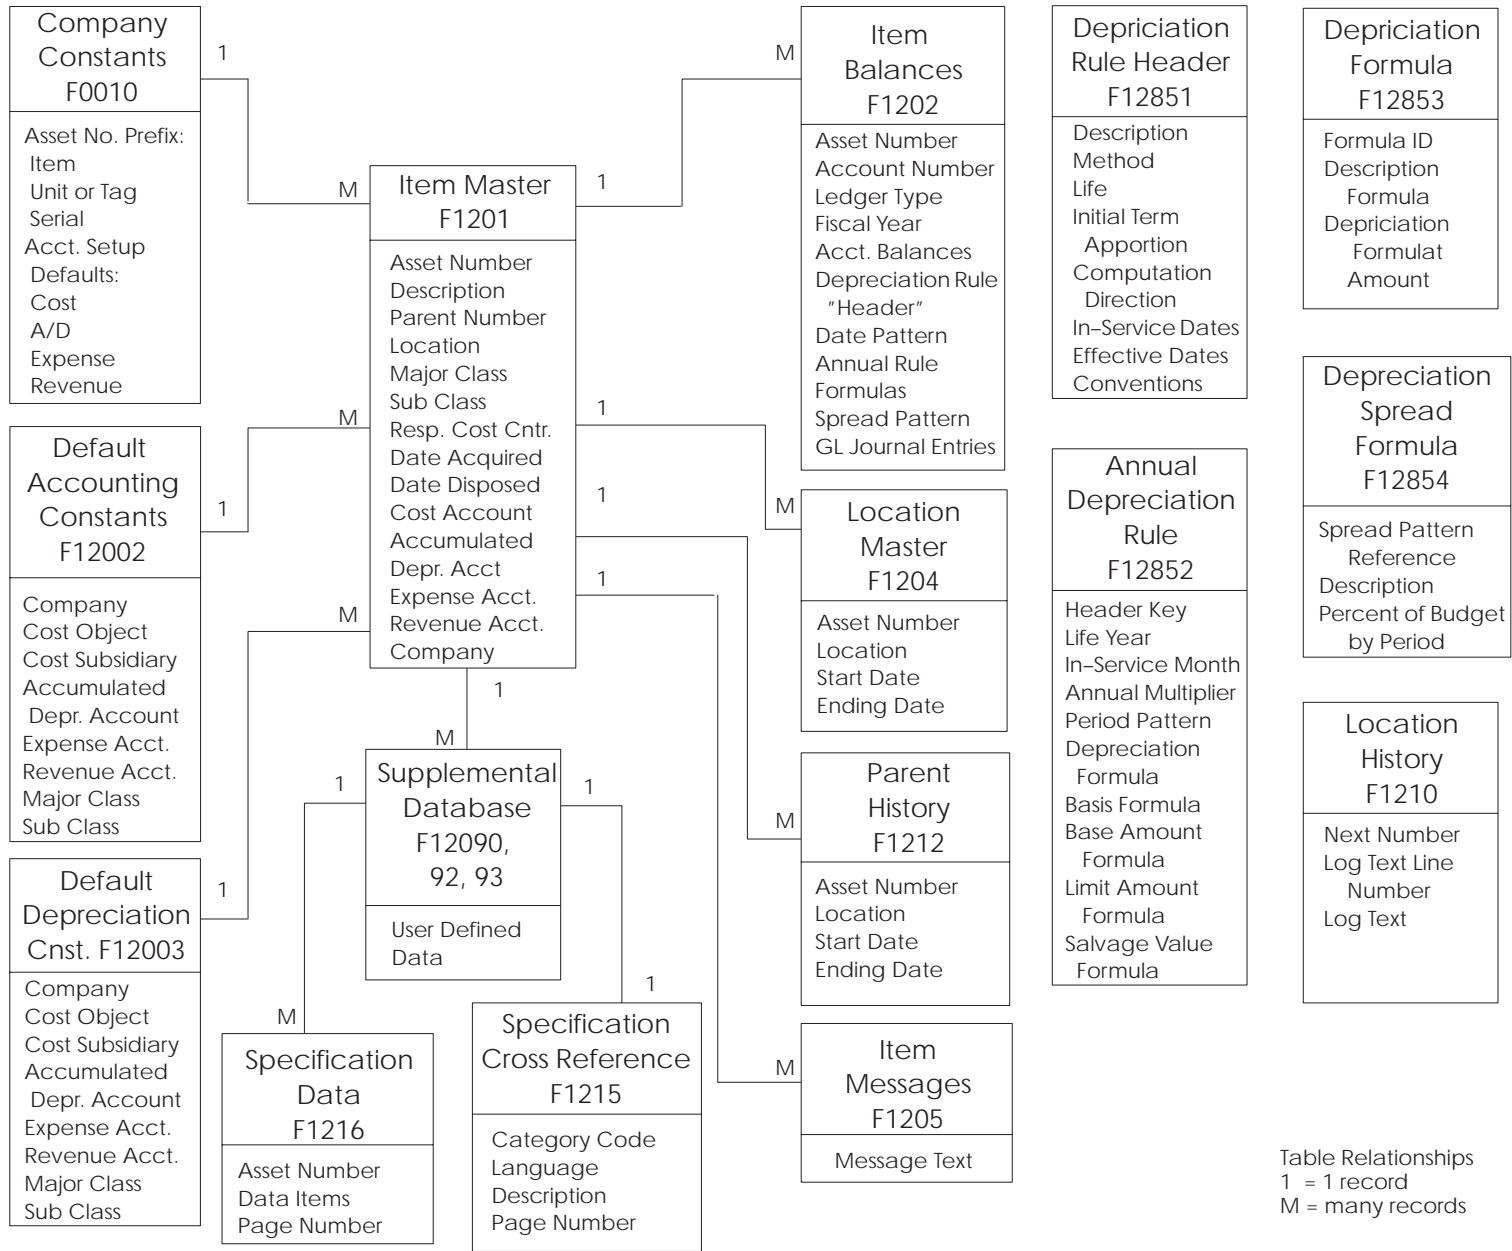 Company
Constants
F0010
Asset No. Prefix:
Item
Unit or Tag
Serial
Acct. Setup
Defaults:
Cost
A/D
Expense
Revenue
1
M
Default
Accounting
Constants
F12002
Company
Cost Object
Cost Subsidiary
Accumulated
Depr. Account
Expense Acct.
Revenue Acct.
Major Class
Sub Class
1
M
Default
Depreciation
Cnst. F12003
Company
Cost Object
Cost Subsidiary
Accumulated
Depr. Account
Expense Acct.
Revenue Acct.
Major Class
Sub Class
1
M
Item Master
F1201
Asset Number
Description
Parent Number
Location
Major Class
Sub Class
Resp. Cost Cntr.
Date Acquired
Date Disposed
Cost Account
Accumulated
Depr. Acct
Expense Acct.
Revenue Acct.
Company
1
M
Supplemental
Database
F12090,
92, 93
User Defined
Data
1
M
Specification
Data
F1216
Asset Number
Data Items
Page Number
1
1
Specification
Cross Reference
F1215
Category Code
Language
Description
Page Number
1
M
Item
Balances
F1202
Asset Number
Account Number
Ledger Type
Fiscal Year
Acct. Balances
Depreciation Rule
"Header"
Date Pattern
Annual Rule
Formulas
Spread Pattern
GL Journal Entries
1
M
Location
Master
F1204
Asset Number
Location
Start Date
Ending Date
1
M
Parent
History
F1212
Asset Number
Location
Start Date
Ending Date
1
M
Item
Messages
F1205
Message Text
Depriciation
Rule Header
F12851
Description
Method
Life
Initial Term
Apportion
Computation
Direction
In-Service Dates
Effective Dates
Conventions
Annual
Depreciation
Rule
F12852
Header Key
Life Year
In-Service Month
Annual Multiplier
Period Pattern
Depreciation
Formula
Basis Formula
Base Amount
Formula
Limit Amount
Formula
Salvage Value
Formula
Depriciation
Formula
F12853
Formula ID
Description
Formula
Depriciation
Formulat
Amount
Depreciation
Spread
Formula
F12854
Spread Pattern
Reference
Description
Percent of Budget
by Period
Location
History
F1210
Next Number
Log Text Line
Number
Log Text
Table Relationships
1 = 1 record
M = many records